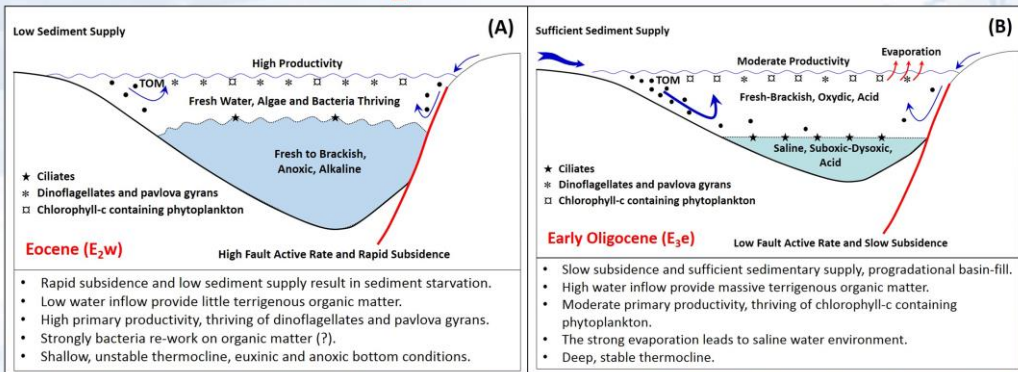 Low Sediment Supply
(A)
High Productivity
TOM
Fresh Water, Algae and Bacteria Thriving
Fresh to Brackish,
Anoxic, Alkaline
★ Ciliates
* Dinoflagellates and pavlova gyrans
¤ Chlorophyll-c containing phytoplankton
Eocene (E₂w)
High Fault Active Rate and Rapid Subsidence
• Rapid subsidence and low sediment supply result in sediment starvation.
• Low water inflow provide little terrigenous organic matter.
• High primary productivity, thriving of dinoflagellates and pavlova gyrans.
• Strongly bacteria re-work on organic matter (?).
• Shallow, unstable thermocline, euxinic and anoxic bottom conditions.
Sufficient Sediment Supply
(B)
Evaporation
Moderate Productivity
TOM
Fresh-Brackish, Oxydic, Acid
Saline, Suboxic-Dysoxic,
Acid
★ Ciliates
* Dinoflagellates and pavlova gyrans
¤ Chlorophyll-c containing phytoplankton
Early Oligocene (E₃e)
Low Fault Active Rate and Slow Subsidence
• Slow subsidence and sufficient sedimentary supply, progradational basin-fill.
• High water inflow provide massive terrigenous organic matter.
• Moderate primary productivity, thriving of chlorophyll-c containing
phytoplankton.
• The strong evaporation leads to saline water environment.
• Deep, stable thermocline.